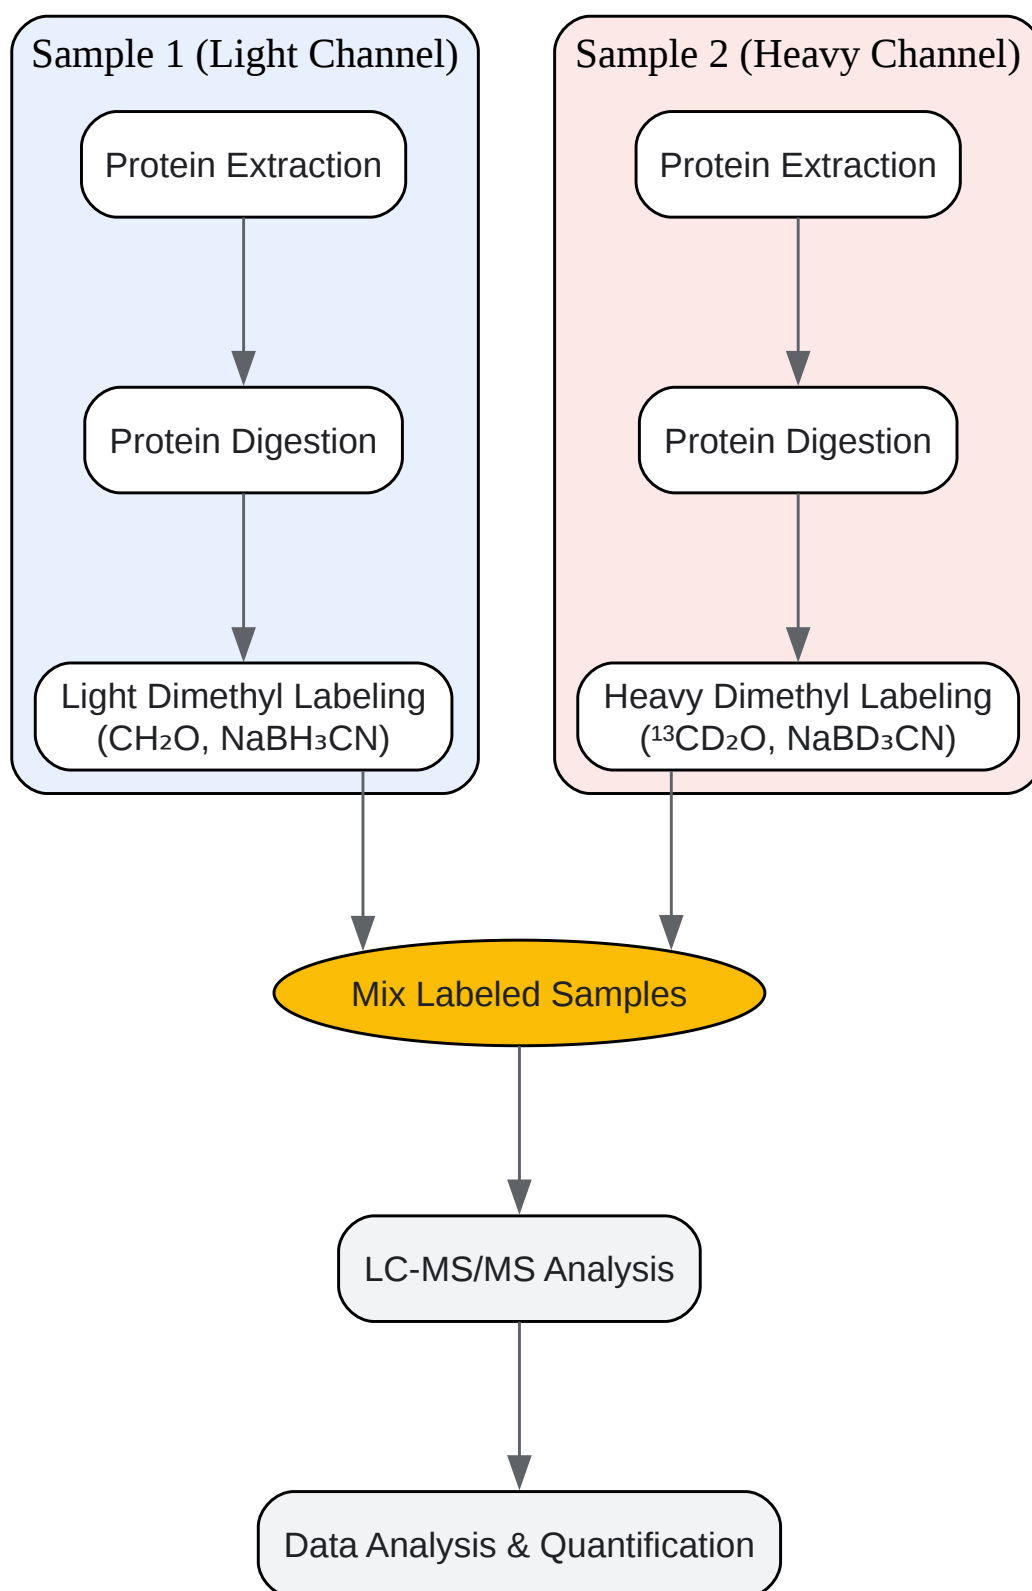 Sample 1 (Light Channel)
Protein Extraction
Protein Digestion
Light Dimethyl Labeling
(CH₂O, NaBH₃CN)
Sample 2 (Heavy Channel)
Protein Extraction
Protein Digestion
Heavy Dimethyl Labeling
(¹³CD₂O, NaBD₃CN)
Mix Labeled Samples
LC-MS/MS Analysis
Data Analysis & Quantification